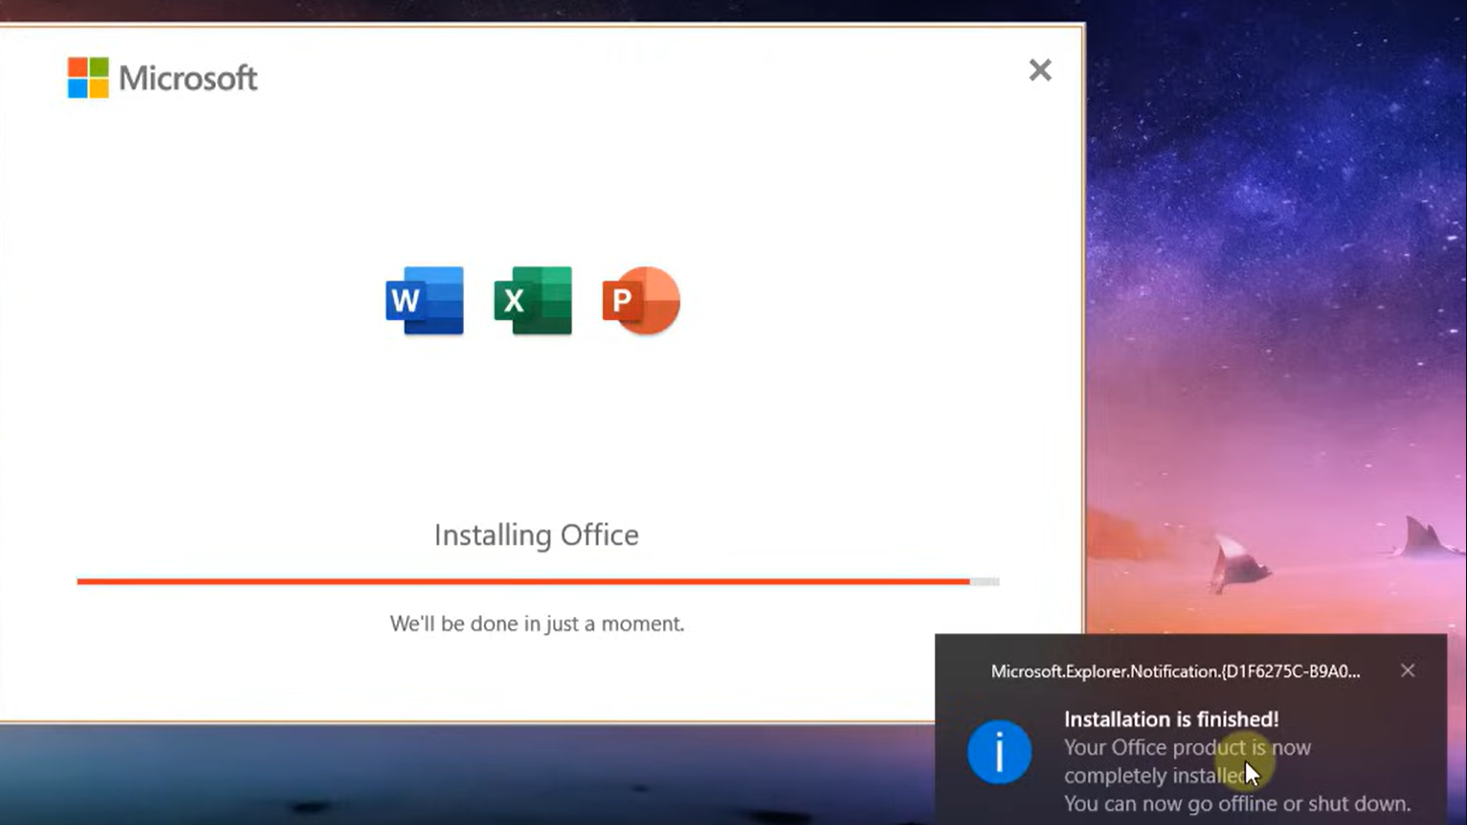 Microsoft
W X P
Installing Office
We'll be done in just a moment.
Microsoft.Explorer.Notification.{D1F6275C-B9A0...
Installation is finished!
Your Office product is now
completely installed
You can now go offline or shut down.